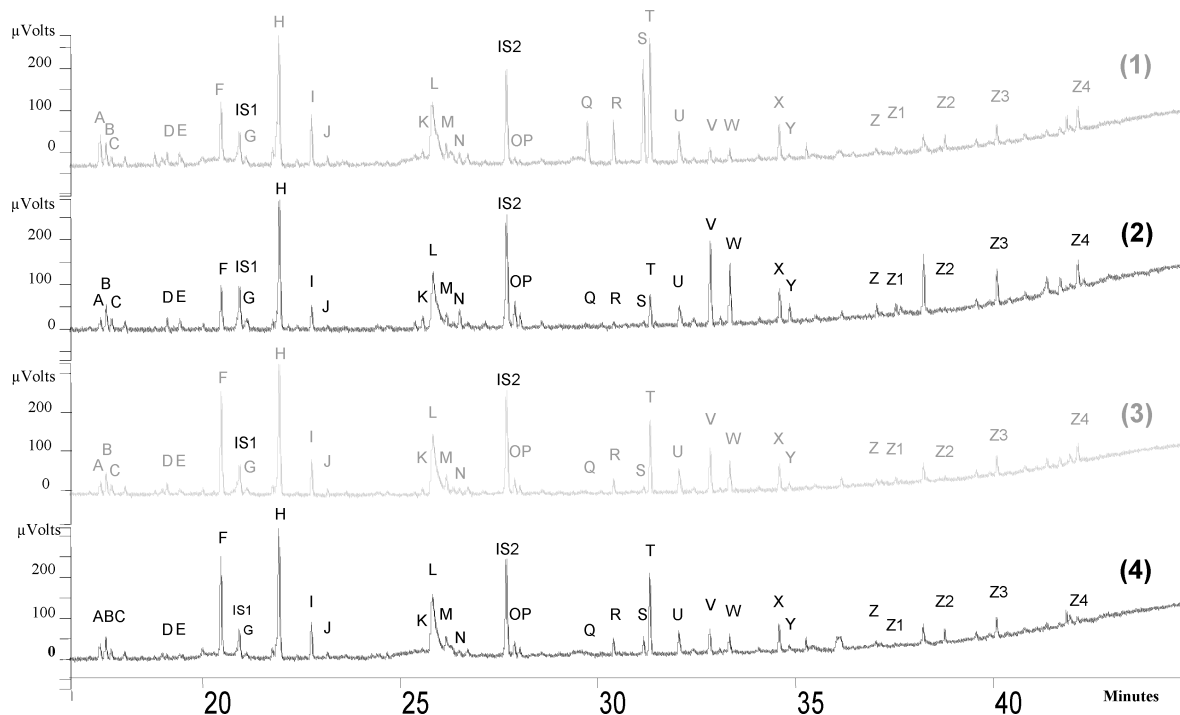 T
µVolts H S
IS2
200 L (1)
F Q R X Z4
100 A IS1 I U Z1 Z2 Z3
B C D E G J K M N OP V W Y Z
0
µVolts H
IS2 V (2)
200 L W Z3 Z4
F IS1 X
100 B I M T
A C D E G J K N OP Q R S U Y Z Z1 Z2
0
H
µVolts F IS2 T (3)
200 L V
IS1 I W X Z3 Z4
100 B R U
A C D E G J K M N OP Q S Y Z Z1 Z2
0
µVolts H
F IS2 T
200 L (4)
I V X Z3
100 A B C IS1 K M R S U W Z Z2 Z4
D E G J N OP Q Y Z1
0
20 25 30 35 40 Minutes